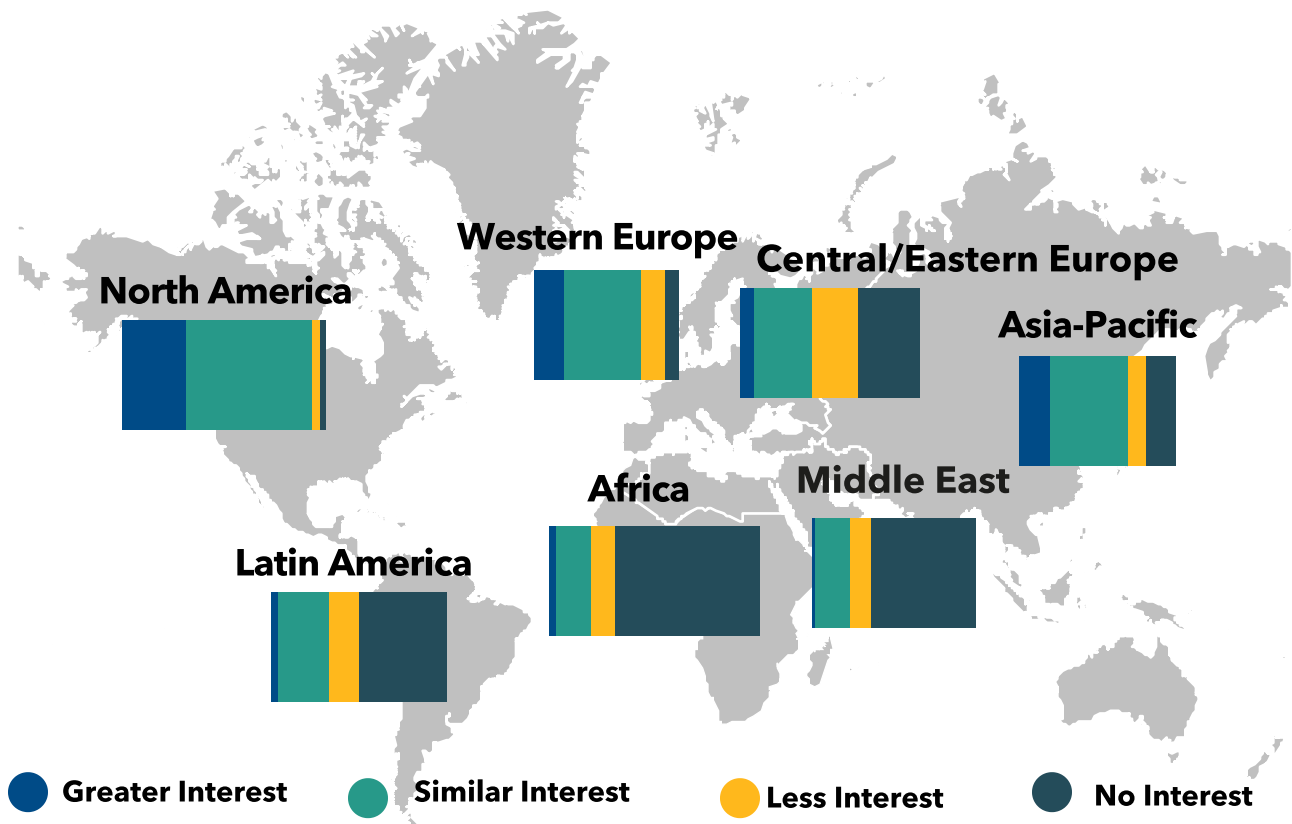 Western Europe
Central/Eastern Europe
North America
Asia-Pacific
Middle East
Africa
Latin America
Greater Interest
Similar Interest
Less Interest
No Interest